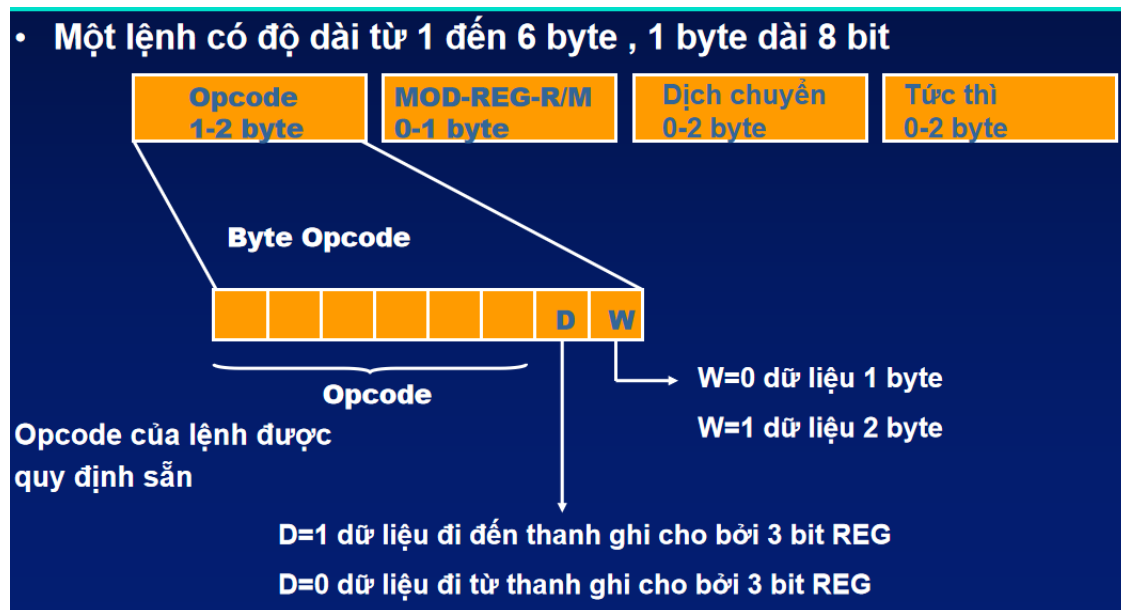 • Một lệnh có độ dài từ 1 đến 6 byte , 1 byte dài 8 bit
Opcode
1-2 byte
MOD-REG-R/M
0-1 byte
Dịch chuyển
0-2 byte
Tức thì
0-2 byte
Byte Opcode
D W
Opcode
W=0 dữ liệu 1 byte
W=1 dữ liệu 2 byte
Opcode của lệnh được
quy định sẵn
D=1 dữ liệu đi đến thanh ghi cho bởi 3 bit REG
D=0 dữ liệu đi từ thanh ghi cho bởi 3 bit REG